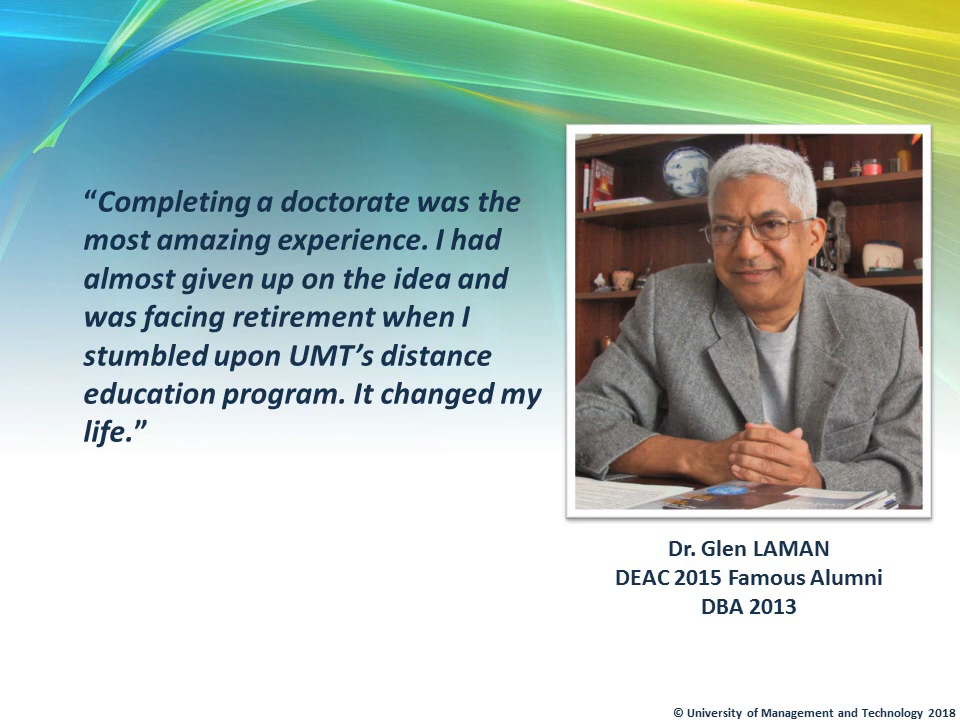 “Completing a doctorate was the
most amazing experience. I had
almost given up on the idea and
was facing retirement when I
stumbled upon UMT’s distance
education program. It changed my
life.”
Dr. Glen LAMAN
DEAC 2015 Famous Alumni
DBA 2013
© University of Management and Technology 2018